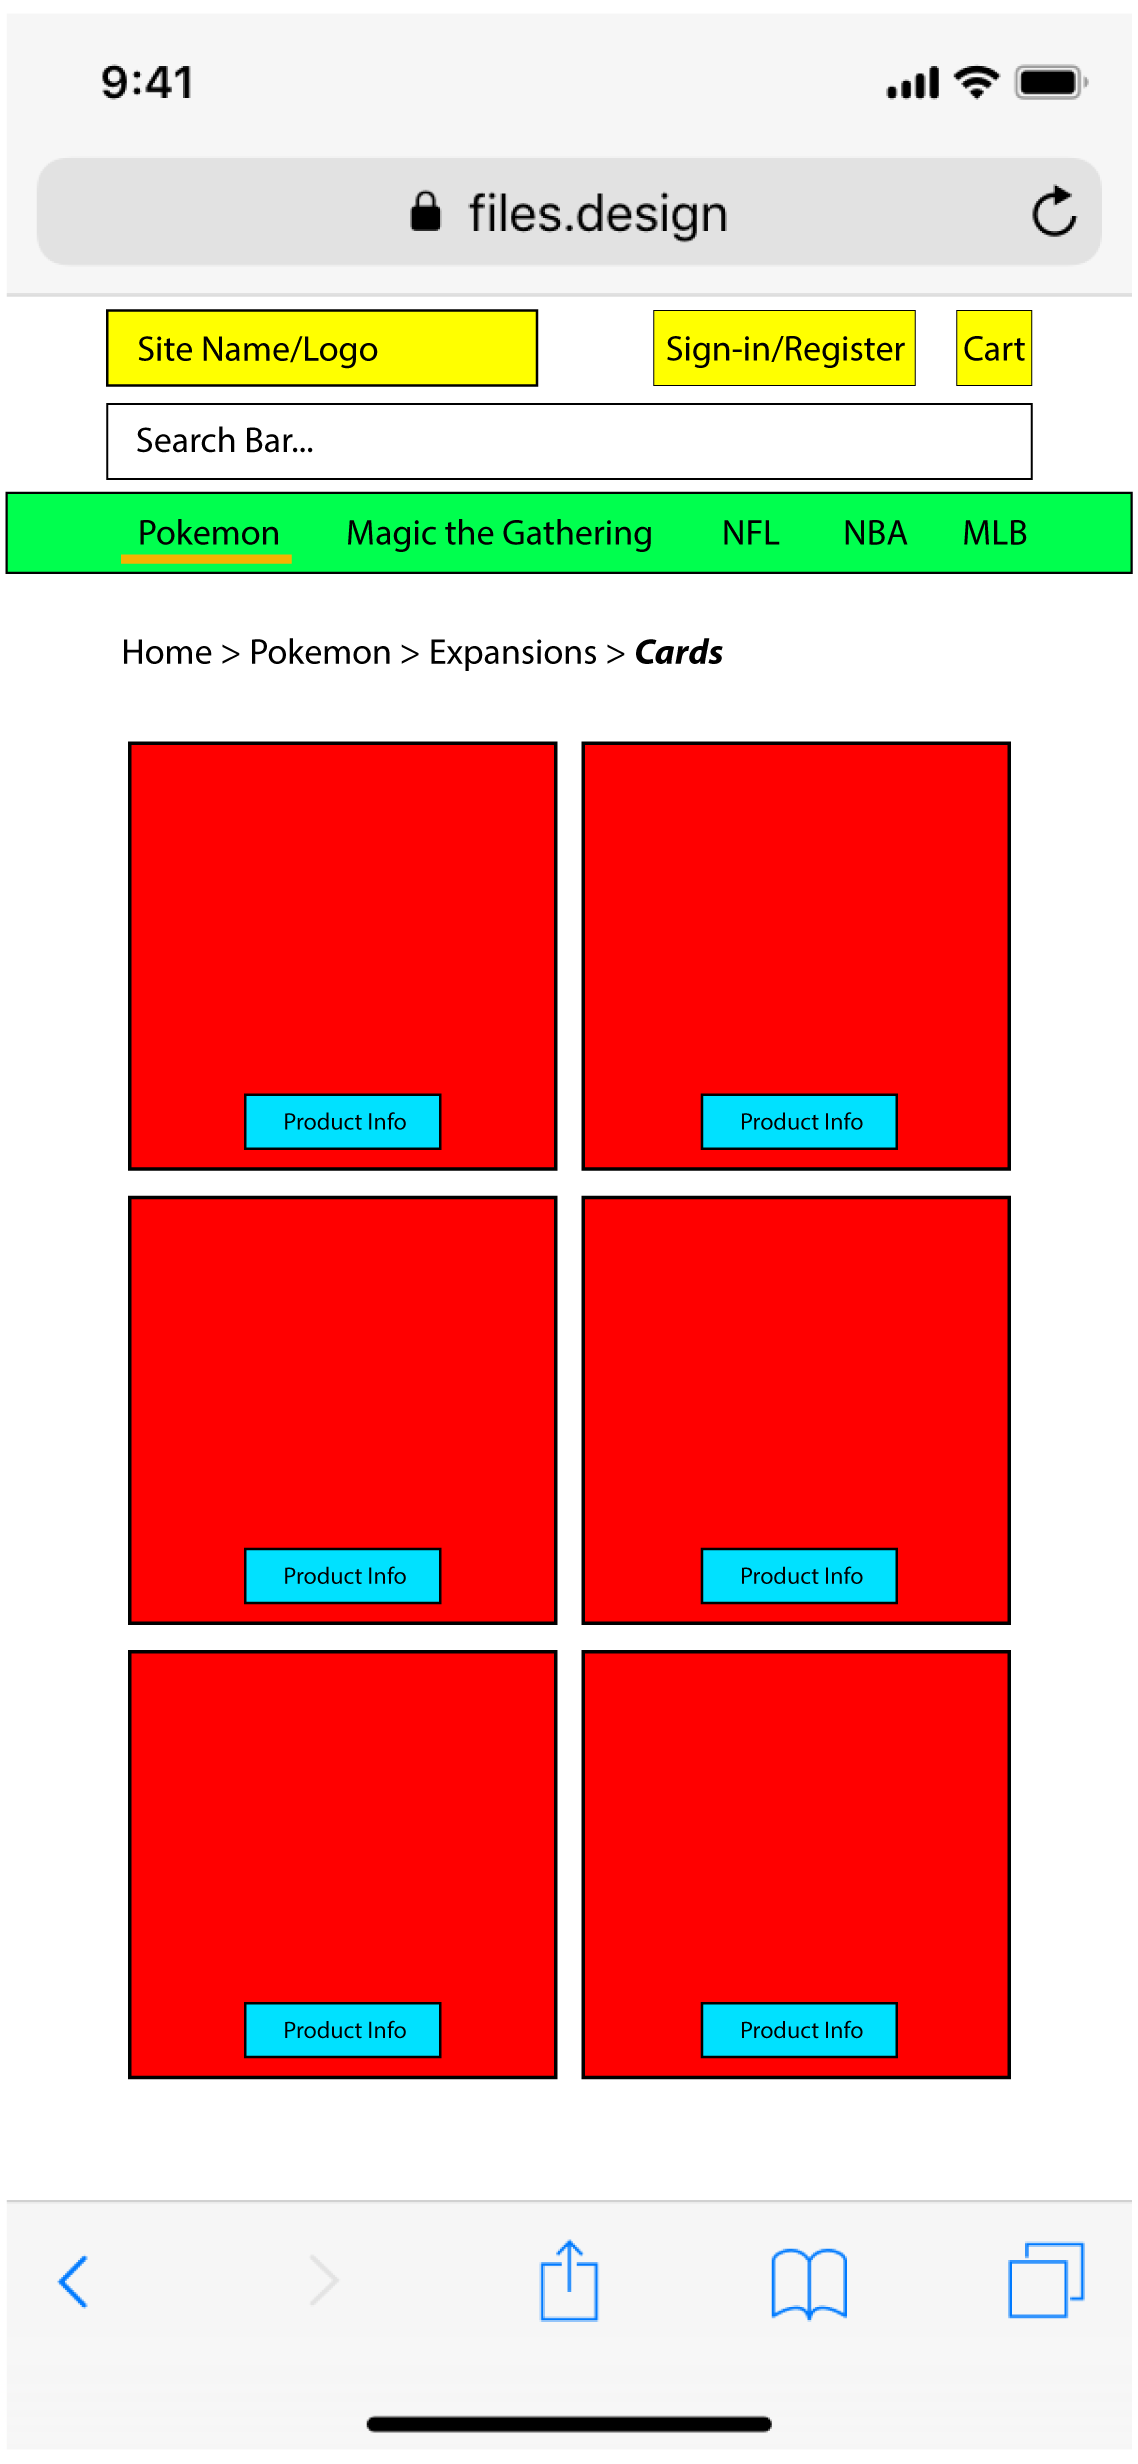 9:41
files.design
Site Name/Logo
Sign-in/Register
Cart
Search Bar...
Pokemon
Magic the Gathering
NFL
NBA
MLB
Home > Pokemon > Expansions > Cards
Product Info
Product Info
Product Info
Product Info
Product Info
Product Info